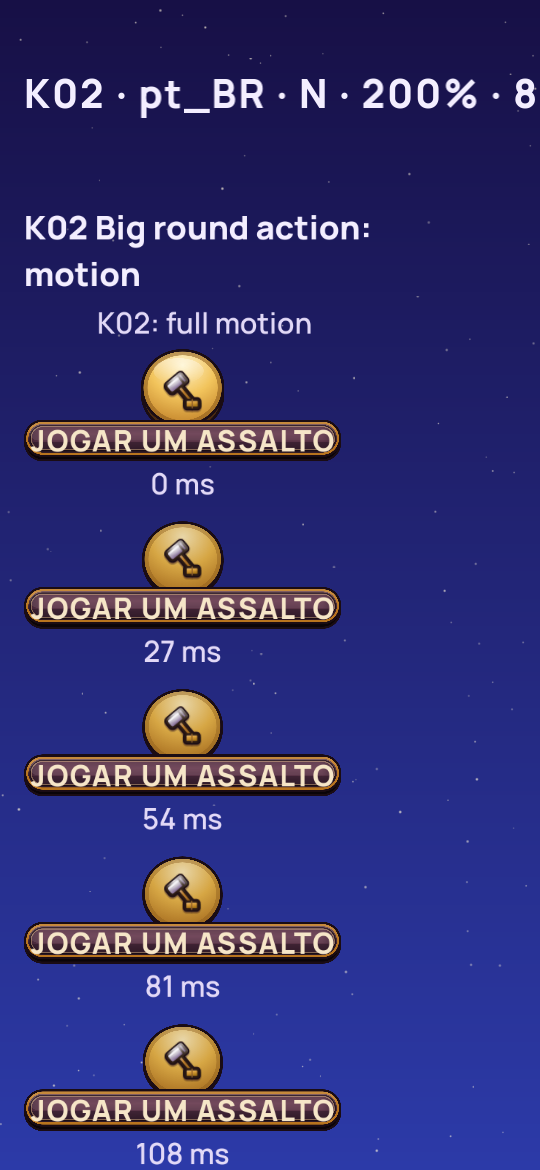 K02 · pt_BR · N · 200% · 8
K02 Big round action:
motion
K02: full motion
JOGAR UM ASSALTO
0 ms
JOGAR UM ASSALTO
27 ms
JOGAR UM ASSALTO
54 ms
JOGAR UM ASSALTO
81 ms
JOGAR UM ASSALTO
108 ms